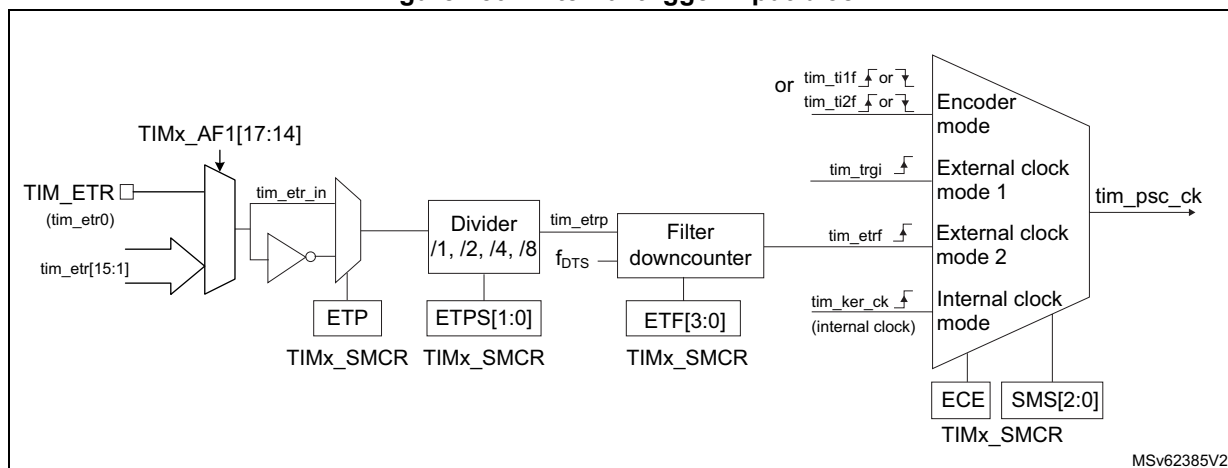 TIMx_AF1[17:14]
TIM_ETR
(tim_etr0)
tim_etr[15:1]
tim_etr_in
ETP
TIMx_SMCR
Divider
/1, /2, /4, /8
ETPS[1:0]
TIMx_SMCR
tim_etrp
fDTS
Filter
downcounter
ETF[3:0]
TIMx_SMCR
or tim_ti1f or
tim_ti2f or
Encoder
mode
tim_trgi
External clock
mode 1
tim_etrf
External clock
mode 2
tim_ker_ck
(internal clock)
Internal clock
mode
tim_psc_ck
ECE
SMS[2:0]
TIMx_SMCR
MSv62385V2